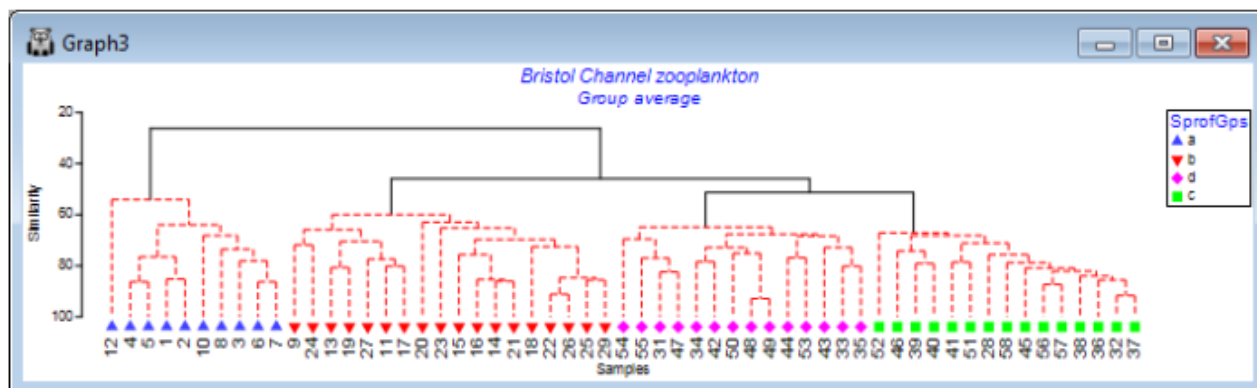 Graph3
Bristol Channel zooplankton
Group average
SprofGps
a
b
d
c
Similarity
20
40
60
80
100
12 4 5 1 2 10 8 3 6 7 9 24 13 19 27 11 17 20 23 15 16 14 21 18 22 26 25 29 54 55 31 47 34 42 50 48 49 44 53 43 33 35 52 46 39 40 41 51 28 58 45 56 57 38 36 32 37
Samples